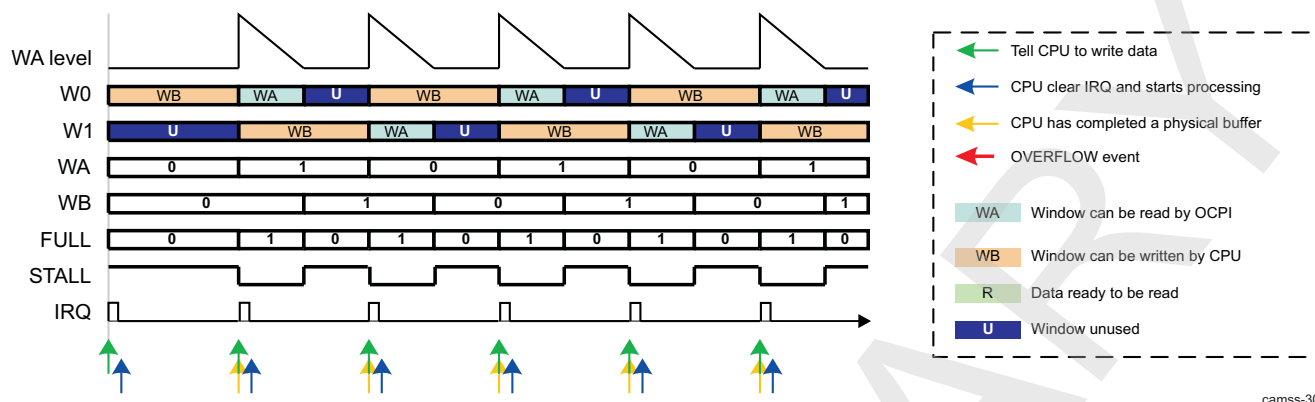 WA level
W0 WB WA U WB WA U WB WA U
W1 U WB WA U WB WA U WB
WA 0 1 0 1 0 1
WB 0 1 0 1 0 1
FULL 0 1 0 1 0 1 0 1 0 1 0
STALL
IRQ
Tell CPU to write data
CPU clear IRQ and starts processing
CPU has completed a physical buffer
OVERFLOW event
WA Window can be read by OCPI
WB Window can be written by CPU
R Data ready to be read
U Window unused